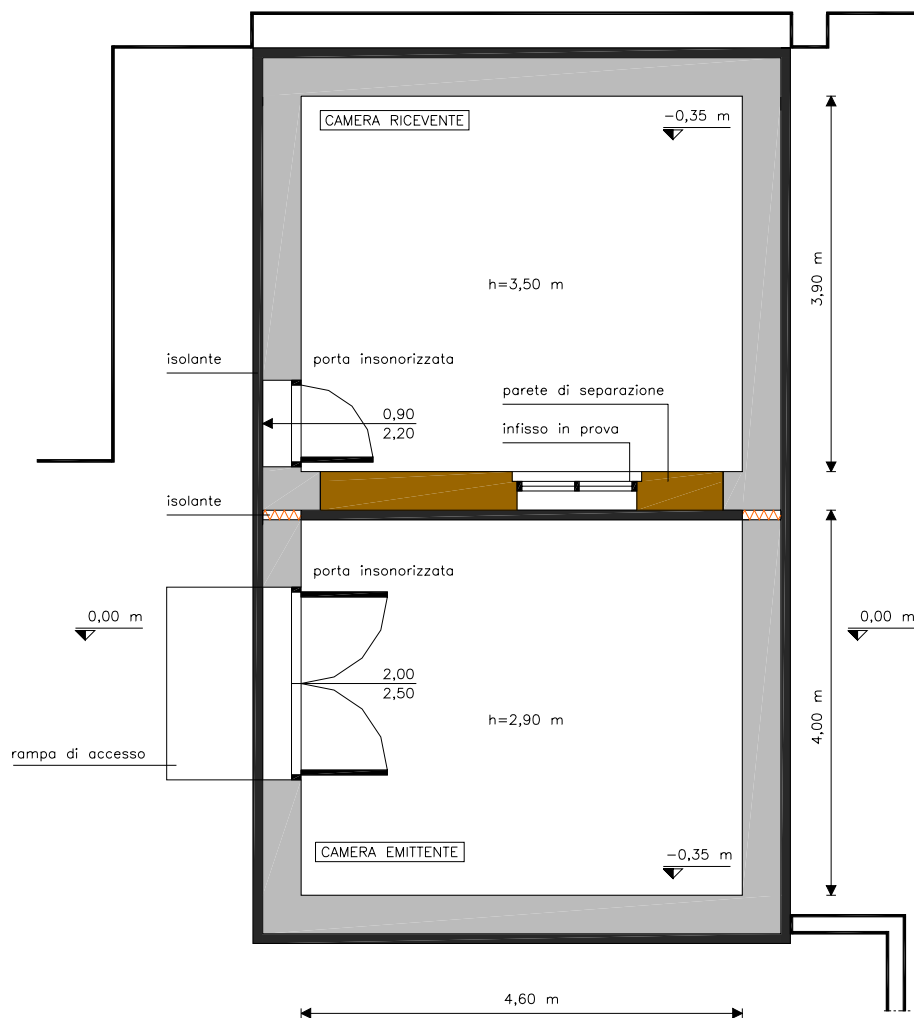 CAMERA RICEVENTE
-0,35 m
3,90 m
h=3,50 m
isolante
porta insonorizzata
parete di separazione
0,90
2,20
infisso in prova
isolante
porta insonorizzata
0,00 m
0,00 m
2,00
2,50
h=2,90 m
4,00 m
rampa di accesso
CAMERA EMITTENTE
-0,35 m
4,60 m